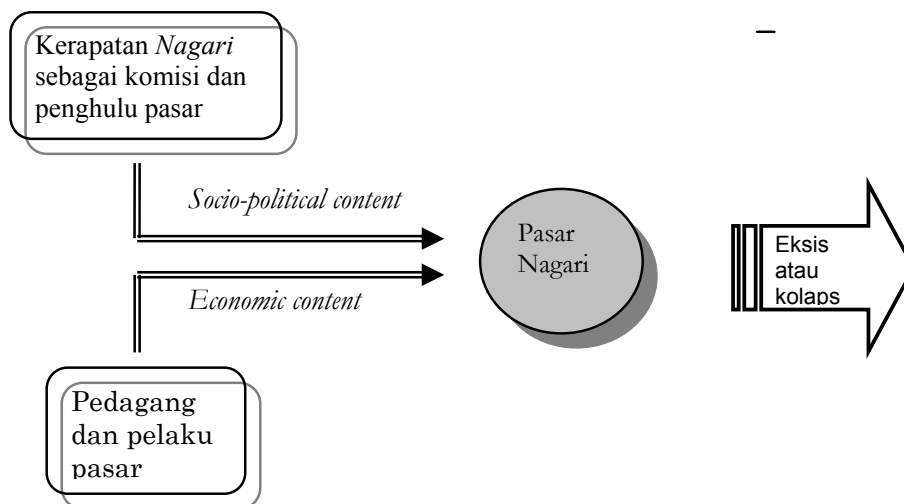 Kerapatan Nagari
sebagai komisi dan
penghulu pasar
Socio-political content
Pasar
Nagari
Eksis
atau
kolaps
Economic content
Pedagang
dan pelaku
pasar